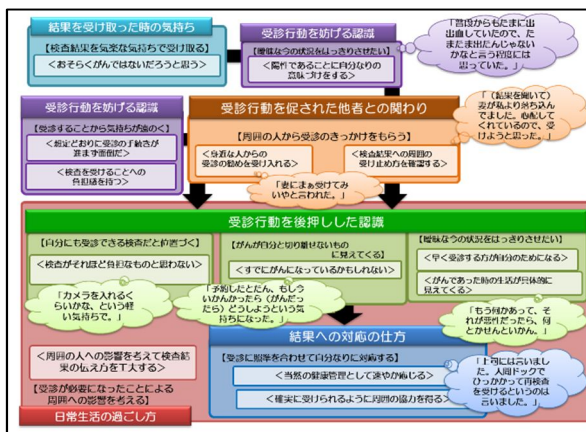 結果を受け取った時の気持ち
【検査結果を気楽な気持ちで受け取る】
＜おそらくがんではないだろうと思う＞
受診行動を妨げる認識
【曖昧な今の状況をはっきりさせたい】
＜陽性であることに自分なりの
意味づけをする＞
「普段からもたまに出
出血していたので、た
またま出たんじゃない
かなと言う程度には
思っていた。」
受診行動を妨げる認識
【受診することから気持ちが遠のく】
＜想定どおりに受診の手続きが
進まず面倒だ＞
＜検査を受けることへの
負担感を持つ＞
受診行動を促された他者との関わり
【周囲の人から受診のきっかけをもらう】
＜身近な人からの
受診の勧めを受け入れる＞
＜検査結果への周囲の
受け止め方を確認する＞
「（結果を聞いて）
妻が私より落ち込ん
でました。心配して
くれているので、受
けようと思った。」
「妻にまぁ受けてみい
やと言われた。」
受診行動を後押しした認識
【自分にも受診できる検査だと位置づく】
＜検査がそれほど負担なものと思わない＞
【がんが自分と切り離せないもの
に見えてくる】
＜すでにがんになっているかもしれない＞
【曖昧な今の状況をはっきりさせたい】
＜早く受診する方が自分のためになる＞
＜がんであった時の生活が具体的に
見えてくる＞
「カメラを入れるく
らいかな、という軽
い気持ちで。」
「予約したとたん、もしう
いかんかったら（がんだっ
たら）どうしようという気
持ちになった。」
「もう何かあって、そ
れが悪性だったら、何
とかせんといかん。」
結果への対応の仕方
【受診に照準を合わせて自分なりに対応する】
＜当然の健康管理として速やか応じる＞
＜確実に受けられるように周囲の協力を得る＞
「上司には言いまし
た。人間ドックで
ひっかかって再検査
を受けるというのは
言いました。」
＜周囲の人への影響を考えて検査結果
の伝え方を工夫する＞
【受診が必要になったことによる
周囲への影響を考える】
日常生活の過ごし方